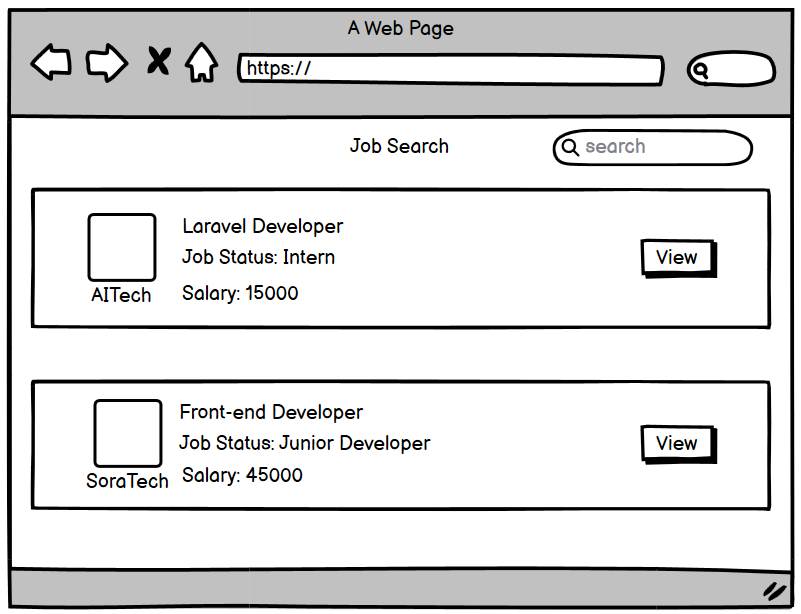 A Web Page
https://
Job Search
search
Laravel Developer
Job Status: Intern
View
AITech
Salary: 15000
Front-end Developer
Job Status: Junior Developer
View
SoraTech
Salary: 45000